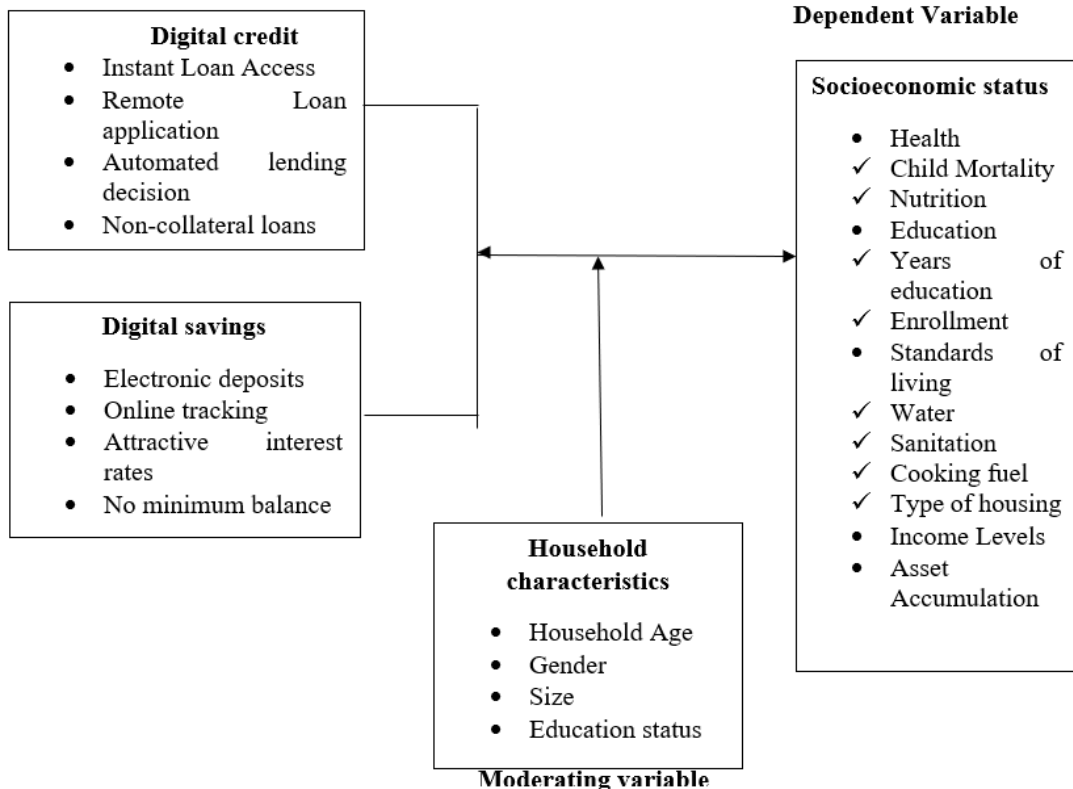 Digital credit
• Instant Loan Access
• Remote Loan
application
• Automated lending
decision
• Non-collateral loans
Digital savings
• Electronic deposits
• Online tracking
• Attractive interest
rates
• No minimum balance
Household
characteristics
• Household Age
• Gender
• Size
• Education status
Moderating variable
Dependent Variable
Socioeconomic status
• Health
✓ Child Mortality
✓ Nutrition
• Education
✓ Years of
education
✓ Enrollment
• Standards of
living
✓ Water
✓ Sanitation
✓ Cooking fuel
✓ Type of housing
• Income Levels
• Asset
Accumulation